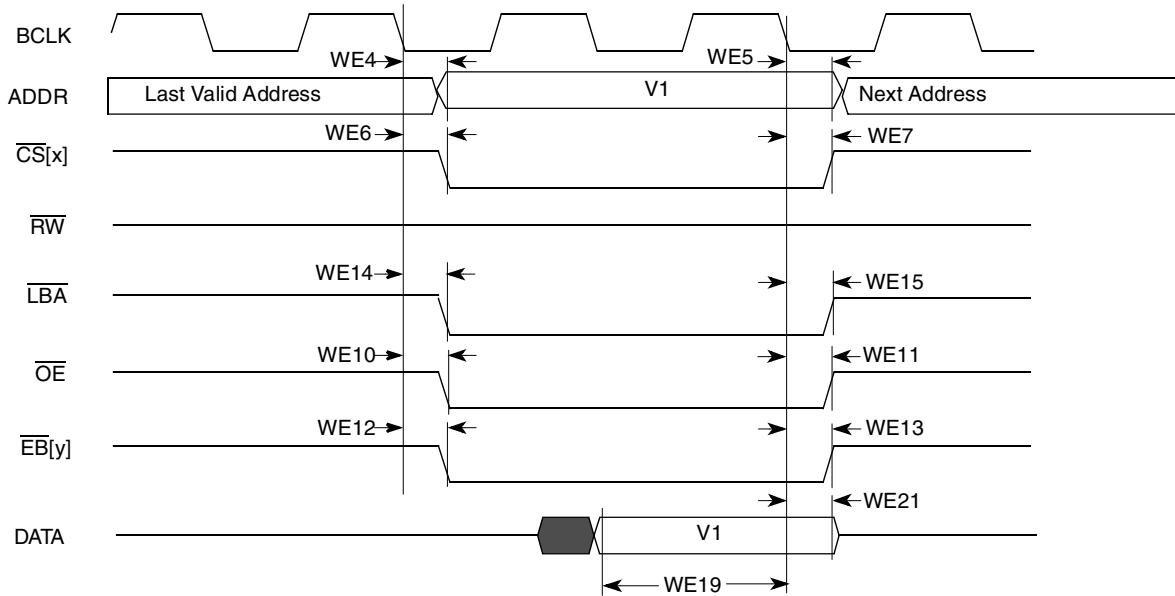 BCLK
WE4
WE5
ADDR
Last Valid Address
V1
Next Address
WE6
WE7
CS[x]
RW
WE14
WE15
LBA
WE10
WE11
OE
WE12
WE13
EB[y]
WE21
DATA
V1
WE19